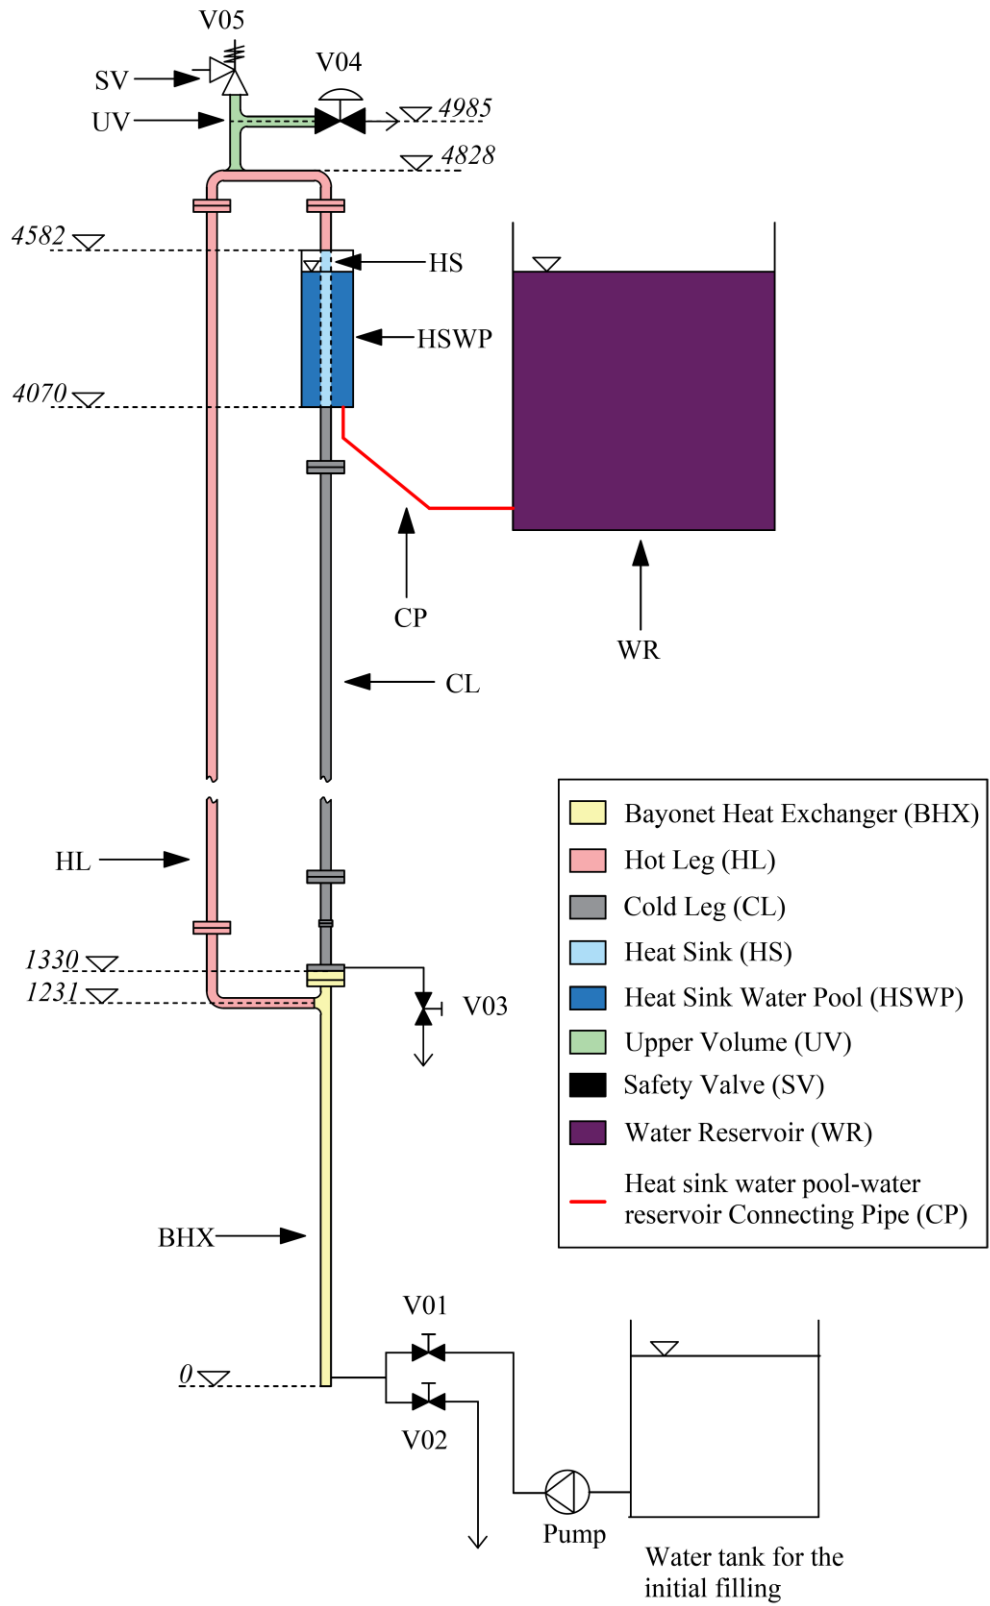 V05
V04
SV
4985
UV
4828
4582
HS
HSWP
4070
CP
WR
CL
Bayonet Heat Exchanger (BHX)
Hot Leg (HL)
Cold Leg (CL)
Heat Sink (HS)
Heat Sink Water Pool (HSWP)
Upper Volume (UV)
Safety Valve (SV)
Water Reservoir (WR)
Heat sink water pool-water
reservoir Connecting Pipe (CP)
HL
1330
1231
V03
BHX
V01
0
V02
Pump
Water tank for the
initial filling